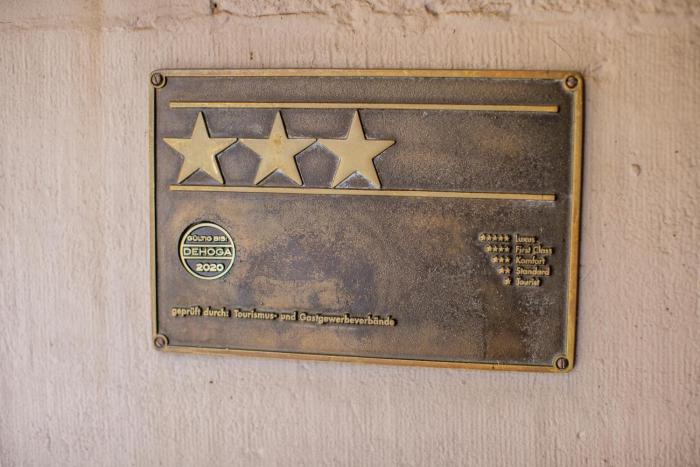 GÜLTIG BIS:
DEHOGA
2020
***** Luxus
**** First Class
*** Komfort
** Standard
* Tourist
geprüft durch: Tourismus- und Gastgewerbeverbände